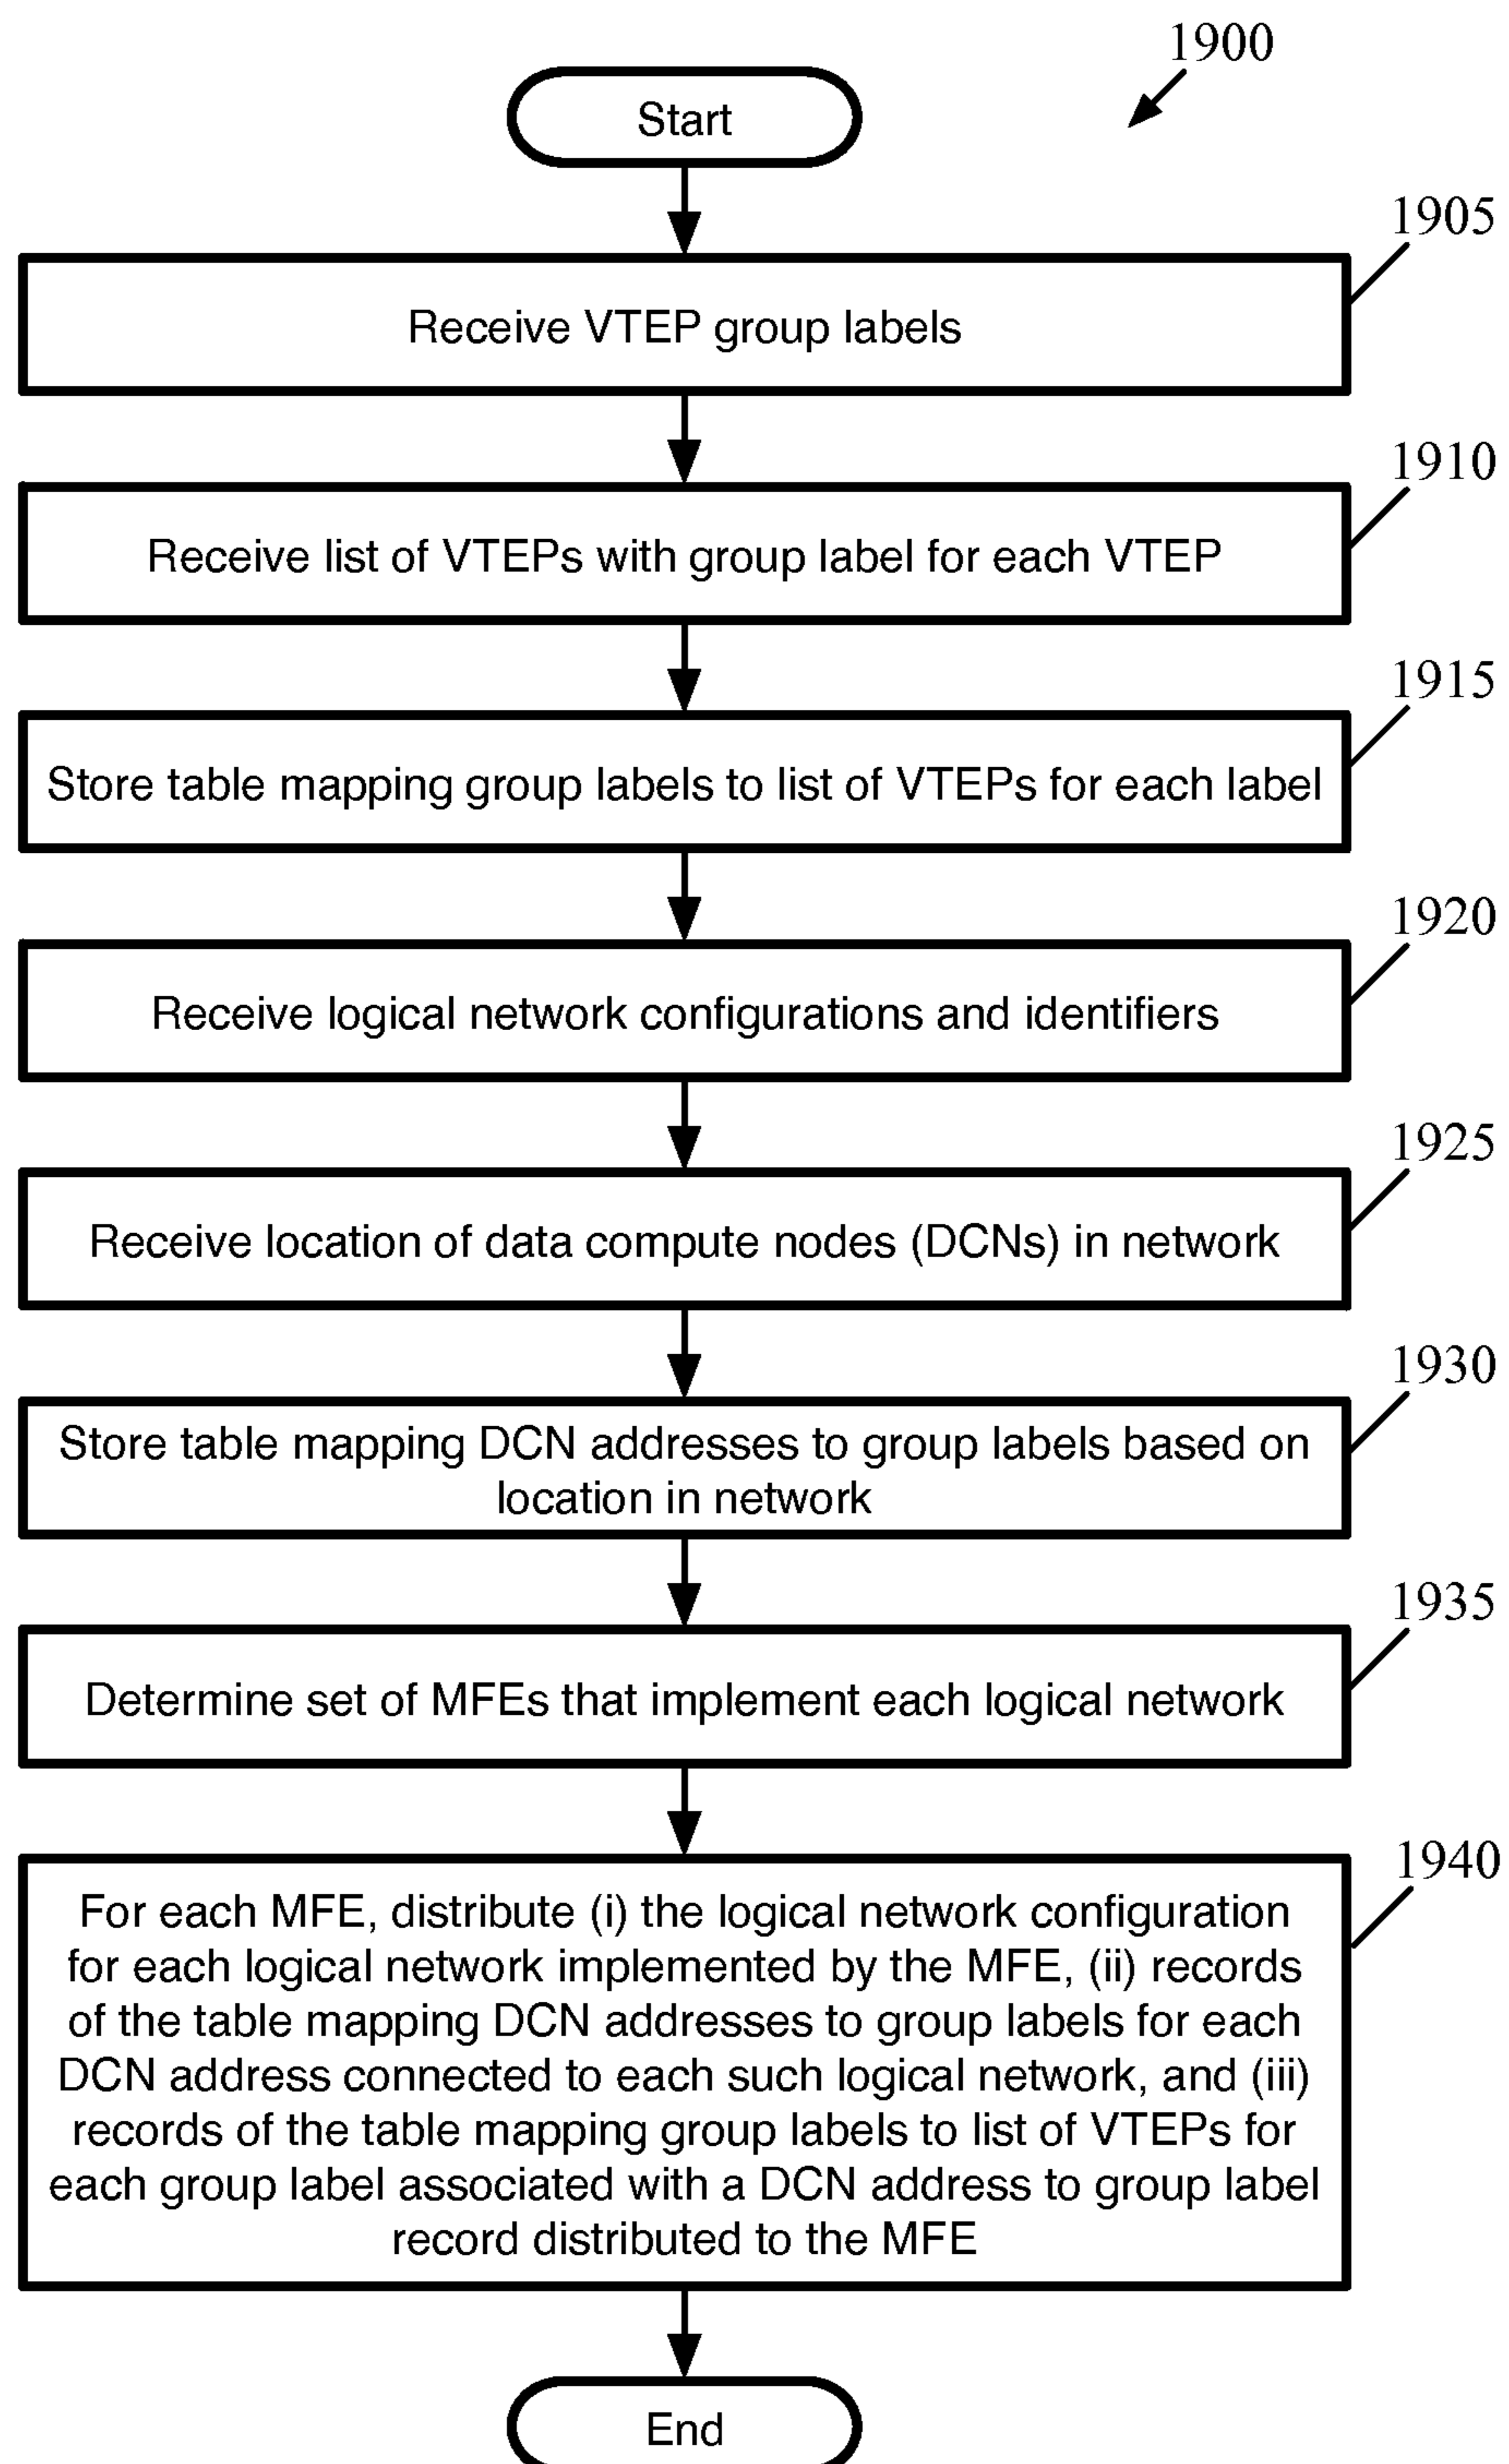 1900
Start
1905
Receive VTEP group labels
1910
Receive list of VTEPs with group label for each VTEP
1915
Store table mapping group labels to list of VTEPs for each label
1920
Receive logical network configurations and identifiers
1925
Receive location of data compute nodes (DCNs) in network
1930
Store table mapping DCN addresses to group labels based on
location in network
1935
Determine set of MFEs that implement each logical network
1940
For each MFE, distribute (i) the logical network configuration
for each logical network implemented by the MFE, (ii) records
of the table mapping DCN addresses to group labels for each
DCN address connected to each such logical network, and (iii)
records of the table mapping group labels to list of VTEPs for
each group label associated with a DCN address to group label
record distributed to the MFE
End